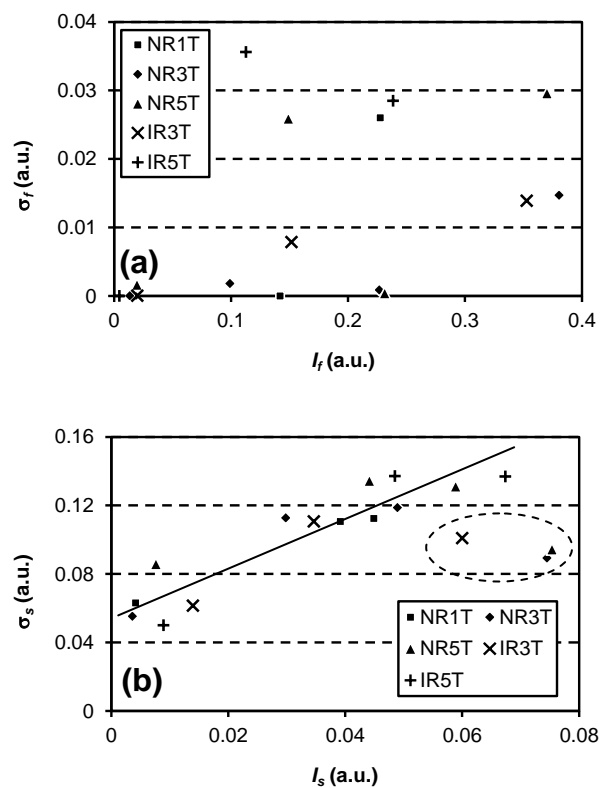 0.04
0.03
0.02
0.01
0
σf (a.u.)
NR1T
NR3T
NR5T
IR3T
IR5T
(a)
0 0.1 0.2 0.3 0.4
If (a.u.)
0.16
0.12
0.08
0.04
0
σs (a.u.)
NR1T NR3T
NR5T IR3T
IR5T
(b)
0 0.02 0.04 0.06 0.08
Is (a.u.)